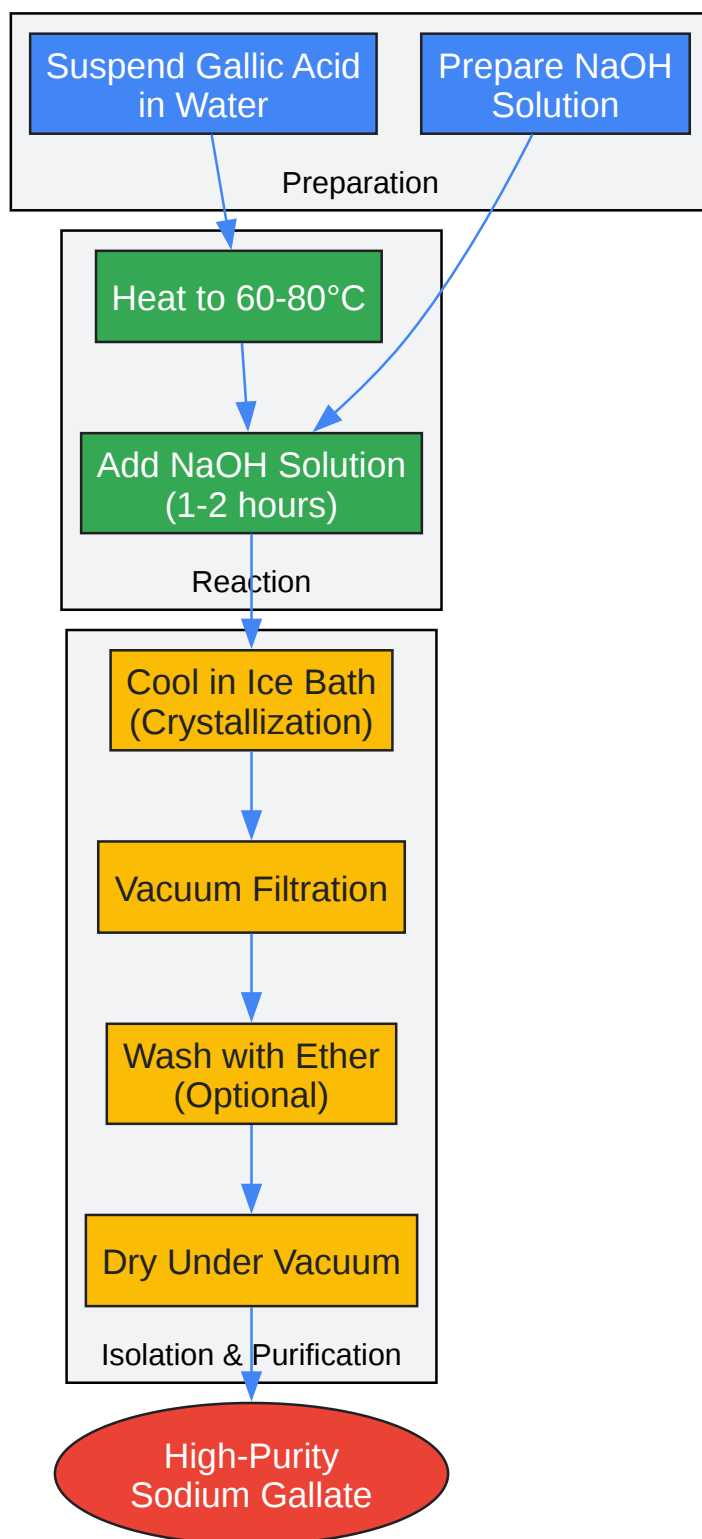 Suspend Gallic Acid
in Water
Prepare NaOH
Solution
Preparation
Heat to 60-80°C
Add NaOH Solution
(1-2 hours)
Reaction
Cool in Ice Bath
(Crystallization)
Vacuum Filtration
Wash with Ether
(Optional)
Dry Under Vacuum
Isolation & Purification
High-Purity
Sodium Gallate